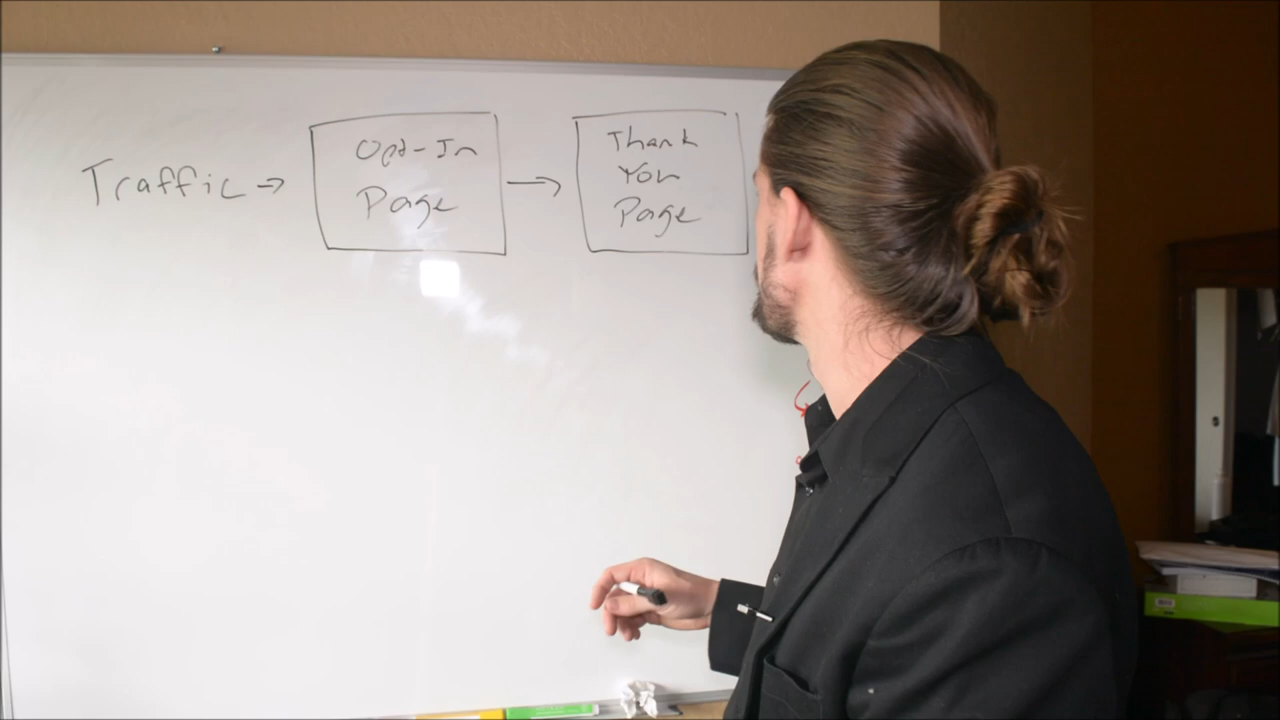 Traffic →
Opt-In
Page
→
Thank
You
Page